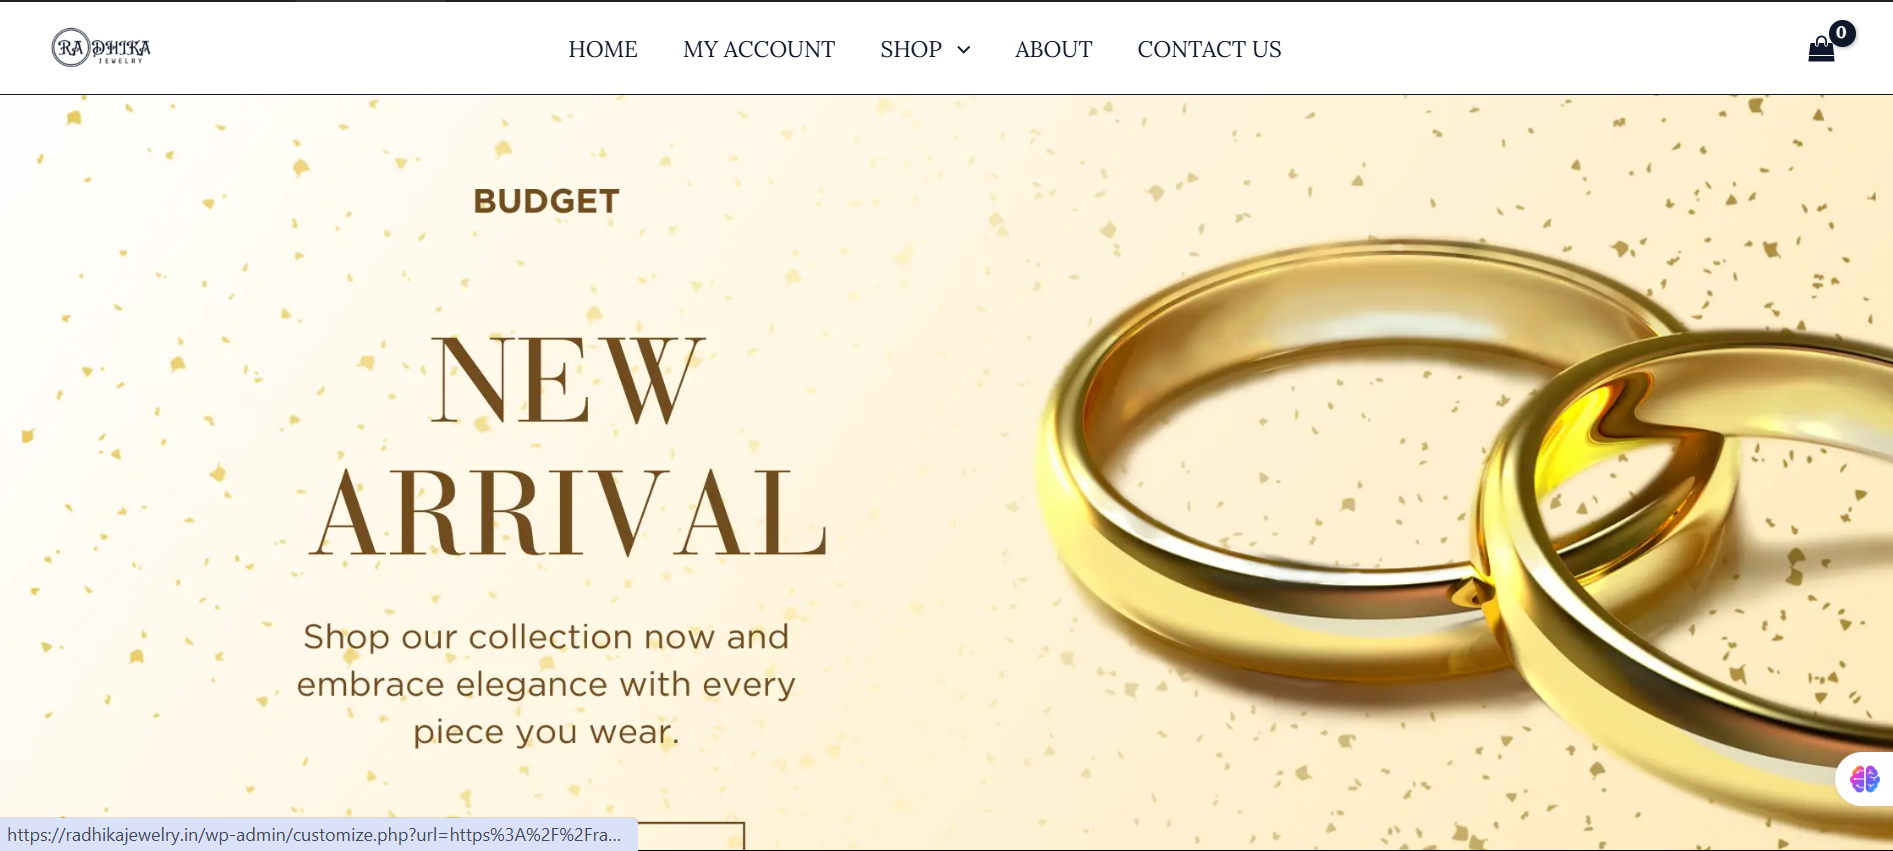 RADHIKA
JEWELRY
HOME MY ACCOUNT SHOP ABOUT CONTACT US
0
BUDGET
NEW
ARRIVAL
Shop our collection now and
embrace elegance with every
piece you wear.
https://radhikajewelry.in/wp-admin/customize.php?url=https%3A%2F%2Fra...